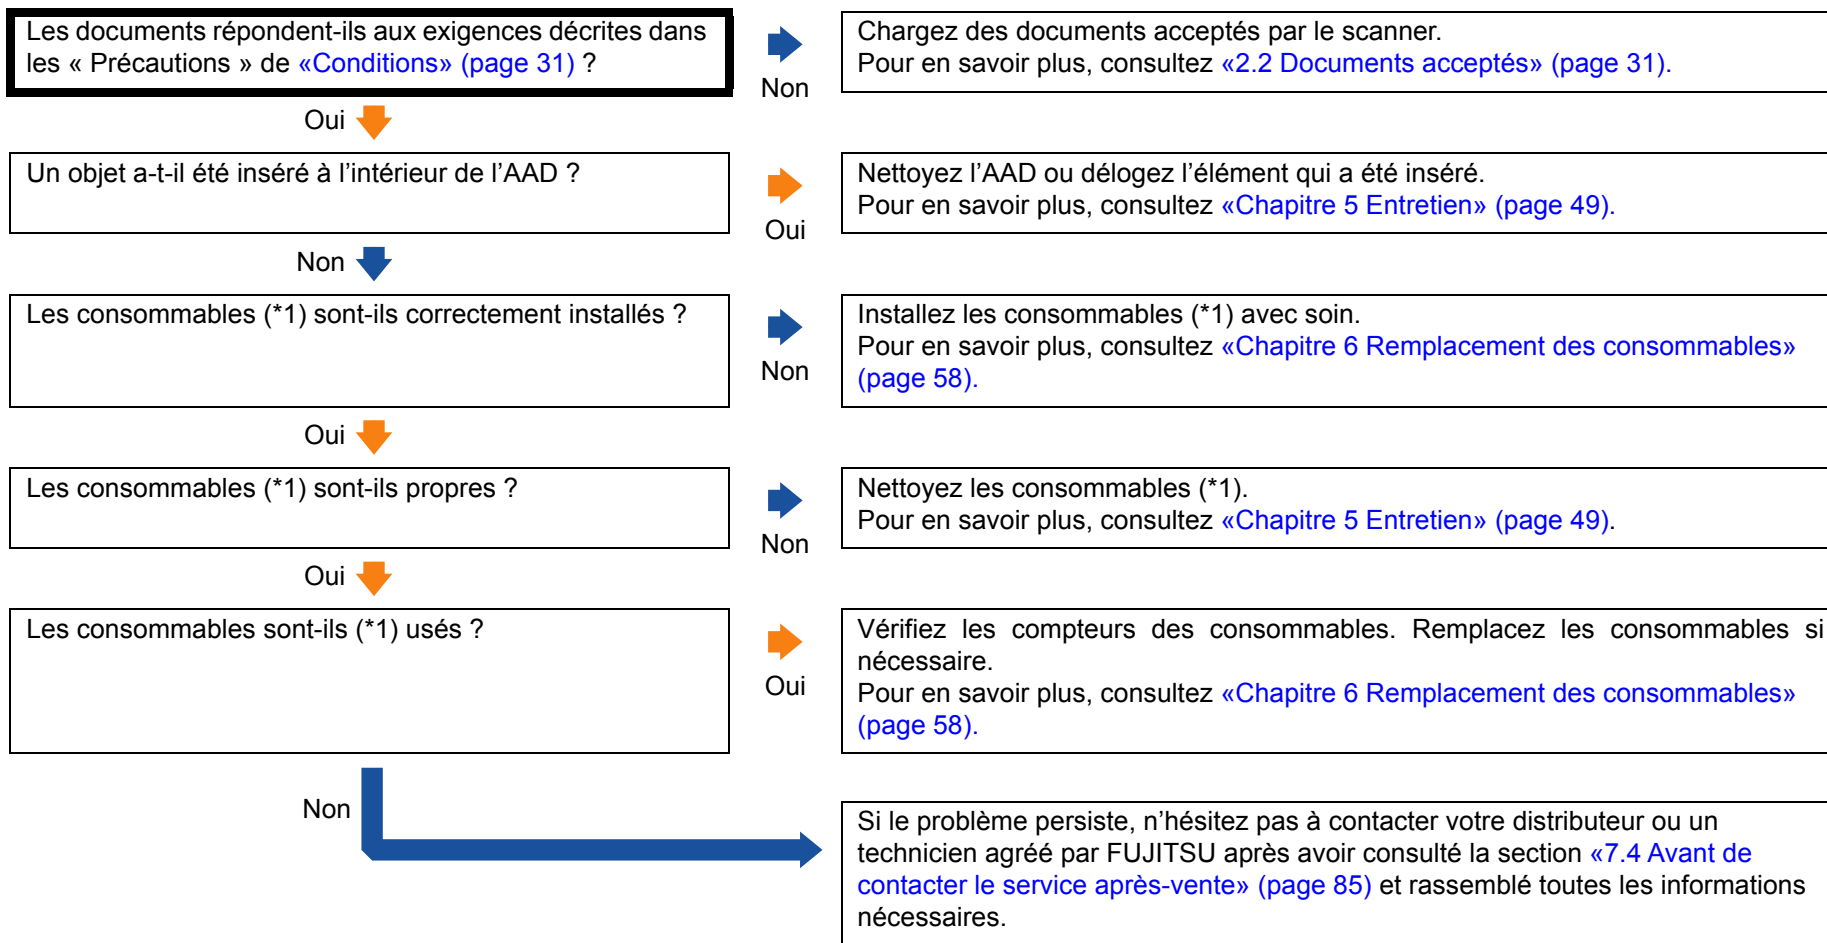 Les documents répondent-ils aux exigences décrites dans
les « Précautions » de «Conditions» (page 31) ?
Non
Chargez des documents acceptés par le scanner.
Pour en savoir plus, consultez «2.2 Documents acceptés» (page 31).
Oui
Un objet a-t-il été inséré à l’intérieur de l’AAD ?
Oui
Nettoyez l’AAD ou délogez l’élément qui a été inséré.
Pour en savoir plus, consultez «Chapitre 5 Entretien» (page 49).
Non
Les consommables (*1) sont-ils correctement installés ?
Non
Installez les consommables (*1) avec soin.
Pour en savoir plus, consultez «Chapitre 6 Remplacement des consommables»
(page 58).
Oui
Les consommables (*1) sont-ils propres ?
Non
Nettoyez les consommables (*1).
Pour en savoir plus, consultez «Chapitre 5 Entretien» (page 49).
Oui
Les consommables sont-ils (*1) usés ?
Oui
Vérifiez les compteurs des consommables. Remplacez les consommables si
nécessaire.
Pour en savoir plus, consultez «Chapitre 6 Remplacement des consommables»
(page 58).
Non
Si le problème persiste, n’hésitez pas à contacter votre distributeur ou un
technicien agréé par FUJITSU après avoir consulté la section «7.4 Avant de
contacter le service après-vente» (page 85) et rassemblé toutes les informations
nécessaires.